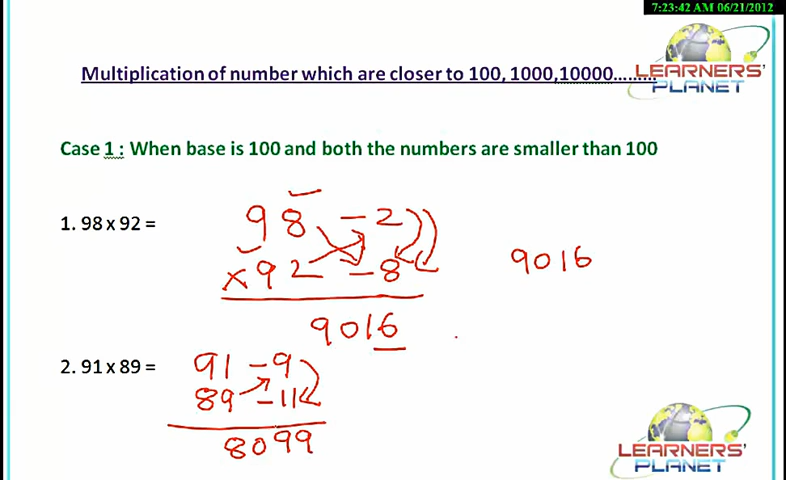 7:23:42 AM 06/21/2012
Multiplication of number which are closer to 100, 1000,10000.........
LEARNERS'
PLANET
Case 1 : When base is 100 and both the numbers are smaller than 100
1. 98 x 92 =
98 -2
x 92 -8
9016
9016
2. 91 x 89 =
91 -9
89 -11
8099
LEARNERS'
PLANET